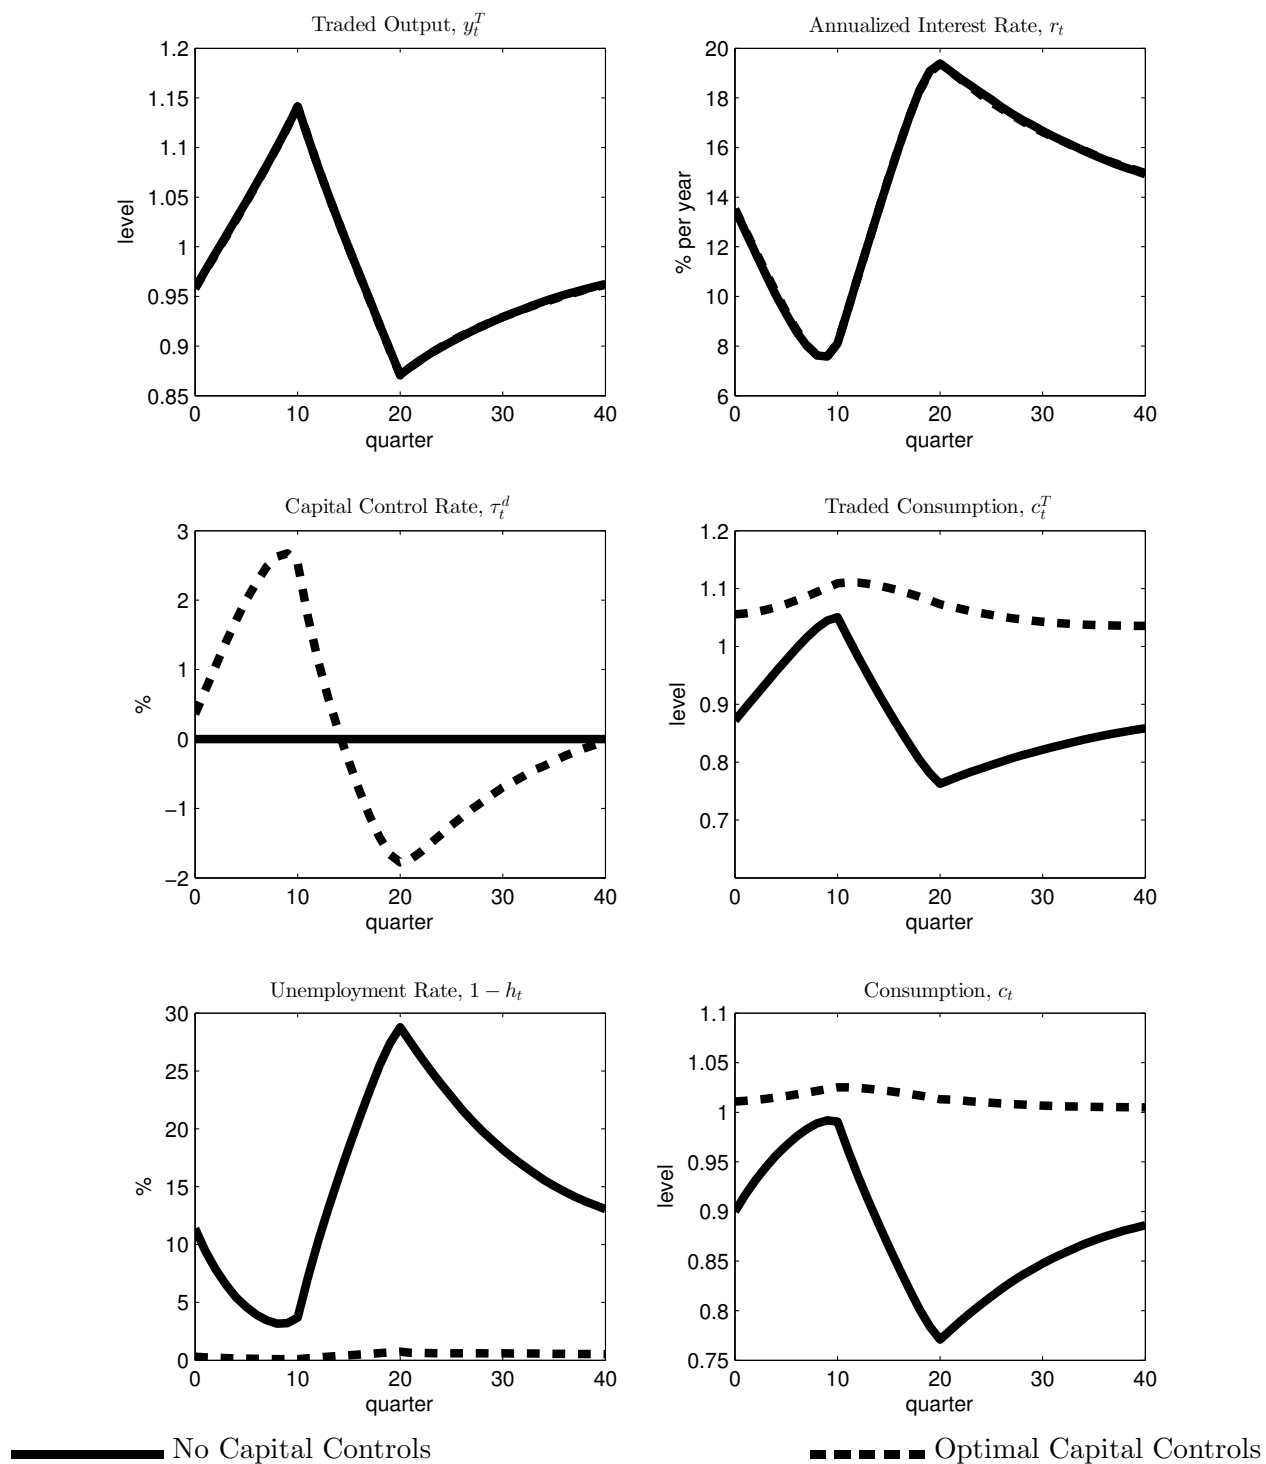 Traded Output, y_t^T
1.2
1.15
1.1
1.05
1
0.95
0.9
0.85
level
0 10 20 30 40
quarter
Annualized Interest Rate, r_t
20
18
16
14
12
10
8
6
% per year
0 10 20 30 40
quarter
Capital Control Rate, τ_t^d
3
2
1
0
−1
−2
%
0 10 20 30 40
quarter
Traded Consumption, c_t^T
1.2
1.1
1
0.9
0.8
0.7
level
0 10 20 30 40
quarter
Unemployment Rate, 1 − h_t
30
25
20
15
10
5
0
%
0 10 20 30 40
quarter
Consumption, c_t
1.1
1.05
1
0.95
0.9
0.85
0.8
0.75
level
0 10 20 30 40
quarter
No Capital Controls
Optimal Capital Controls